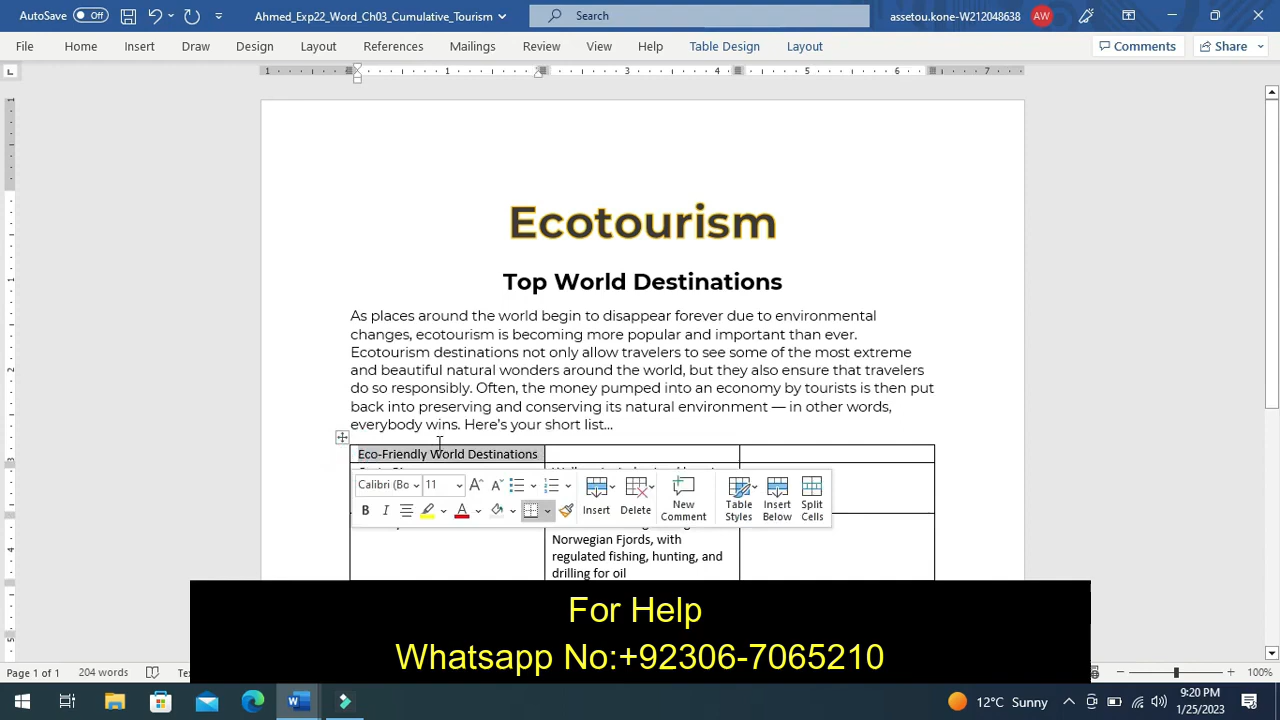 AutoSave Off Ahmed_Exp22_Word_Ch03_Cumulative_Tourism Search assetou.kone-W212048638 AW
File Home Insert Draw Design Layout References Mailings Review View Help Table Design Layout Comments Share
Ecotourism
Top World Destinations
As places around the world begin to disappear forever due to environmental
changes, ecotourism is becoming more popular and important than ever.
Ecotourism destinations not only allow travelers to see some of the most extreme
and beautiful natural wonders around the world, but they also ensure that travelers
do so responsibly. Often, the money pumped into an economy by tourists is then put
back into preserving and conserving its natural environment — in other words,
everybody wins. Here's your short list…
Eco-Friendly World Destinations
Calibri (Bo 11
Insert Delete New Comment Table Styles Insert Below Split Cells
Norwegian Fjords, with
regulated fishing, hunting, and
drilling for oil
For Help
Whatsapp No:+92306-7065210
Page 1 of 1 204 words 100%
12°C Sunny 9:20 PM
1/25/2023